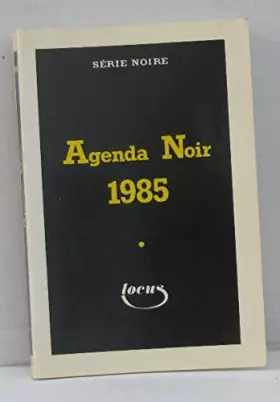 SÉRIE NOIRE
Agenda Noir
1985
locus